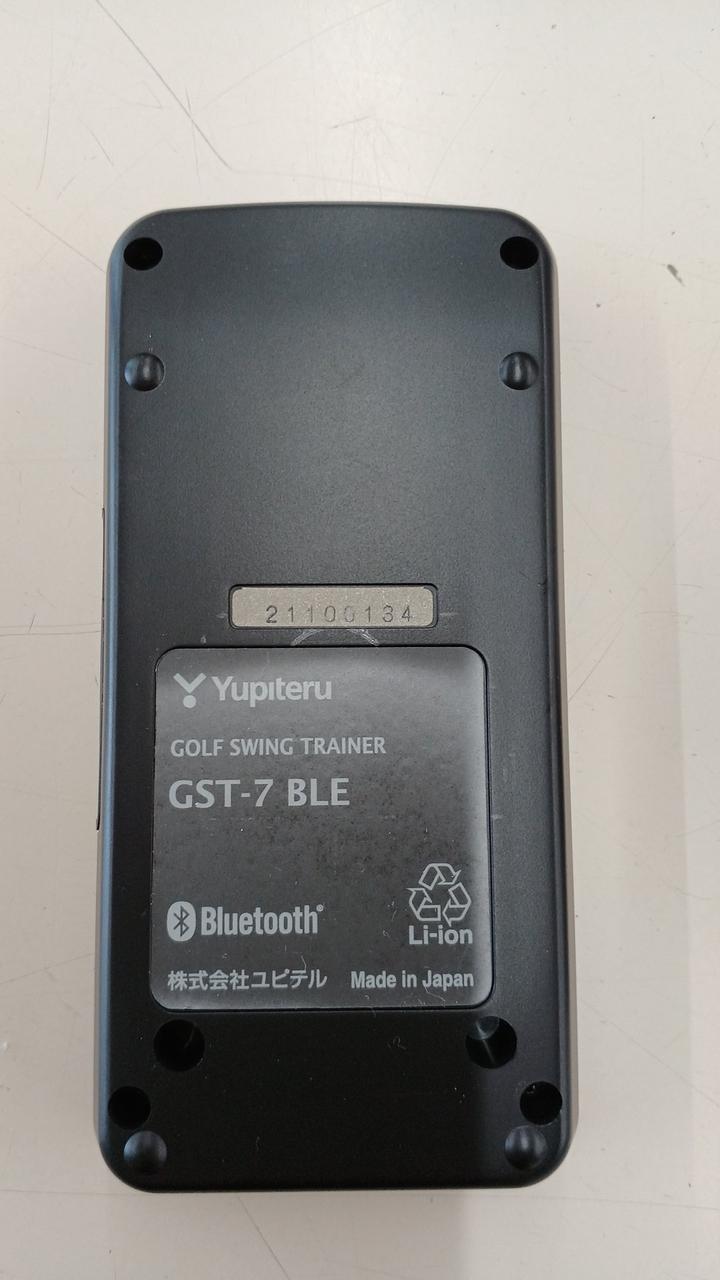 21100134
Yupiteru
GOLF SWING TRAINER
GST-7 BLE
Bluetooth®
Li-ion
株式会社ユピテル Made in Japan